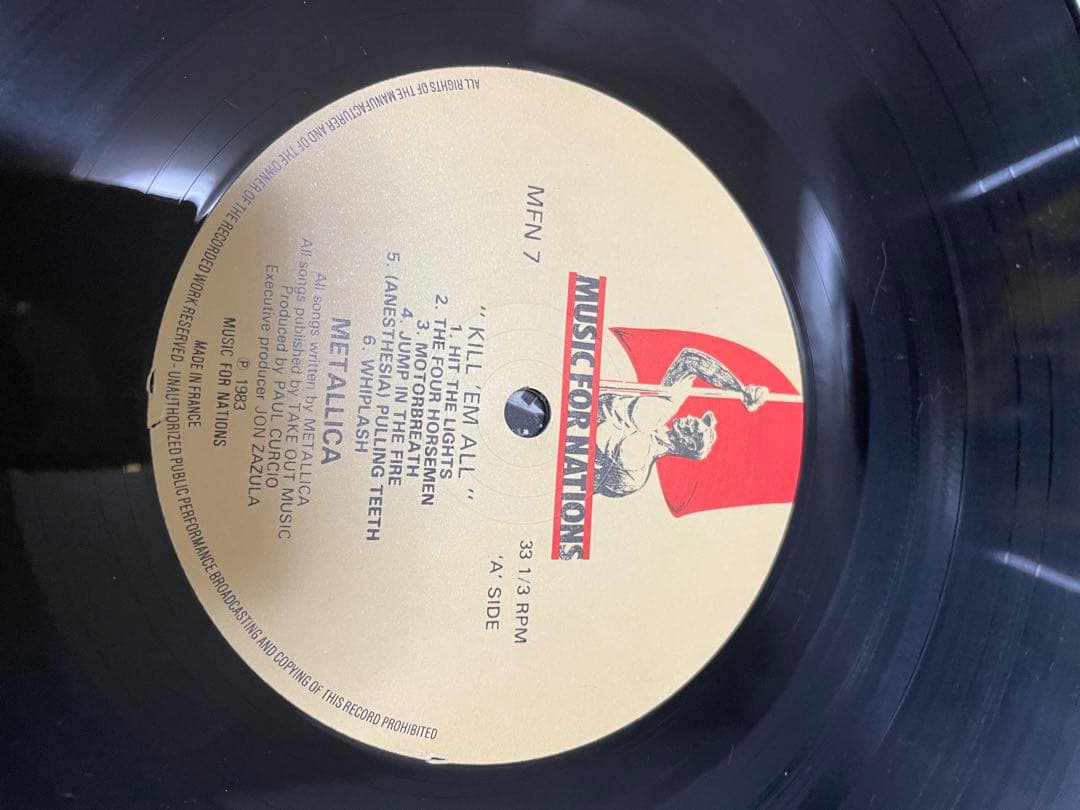 MUSIC FOR NATIONS
MFN 7
33 1/3 RPM
'A' SIDE
" KILL 'EM ALL "
1. HIT THE LIGHTS
2. THE FOUR HORSEMEN
3. MOTORBREATH
4. JUMP IN THE FIRE
5. (ANESTHESIA) PULLING TEETH
6. WHIPLASH
METALLICA
All songs written by METALLICA
All songs published by TAKE OUT MUSIC
Produced by PAUL CURCIO
Executive producer JON ZAZULA
℗ 1983
MUSIC FOR NATIONS
MADE IN FRANCE
ALL RIGHTS OF THE MANUFACTURER AND OF THE OWNER OF THE RECORDED WORK RESERVED - UNAUTHORIZED PUBLIC PERFORMANCE.BROADCASTING AND COPYING OF THIS RECORD PROHIBITED